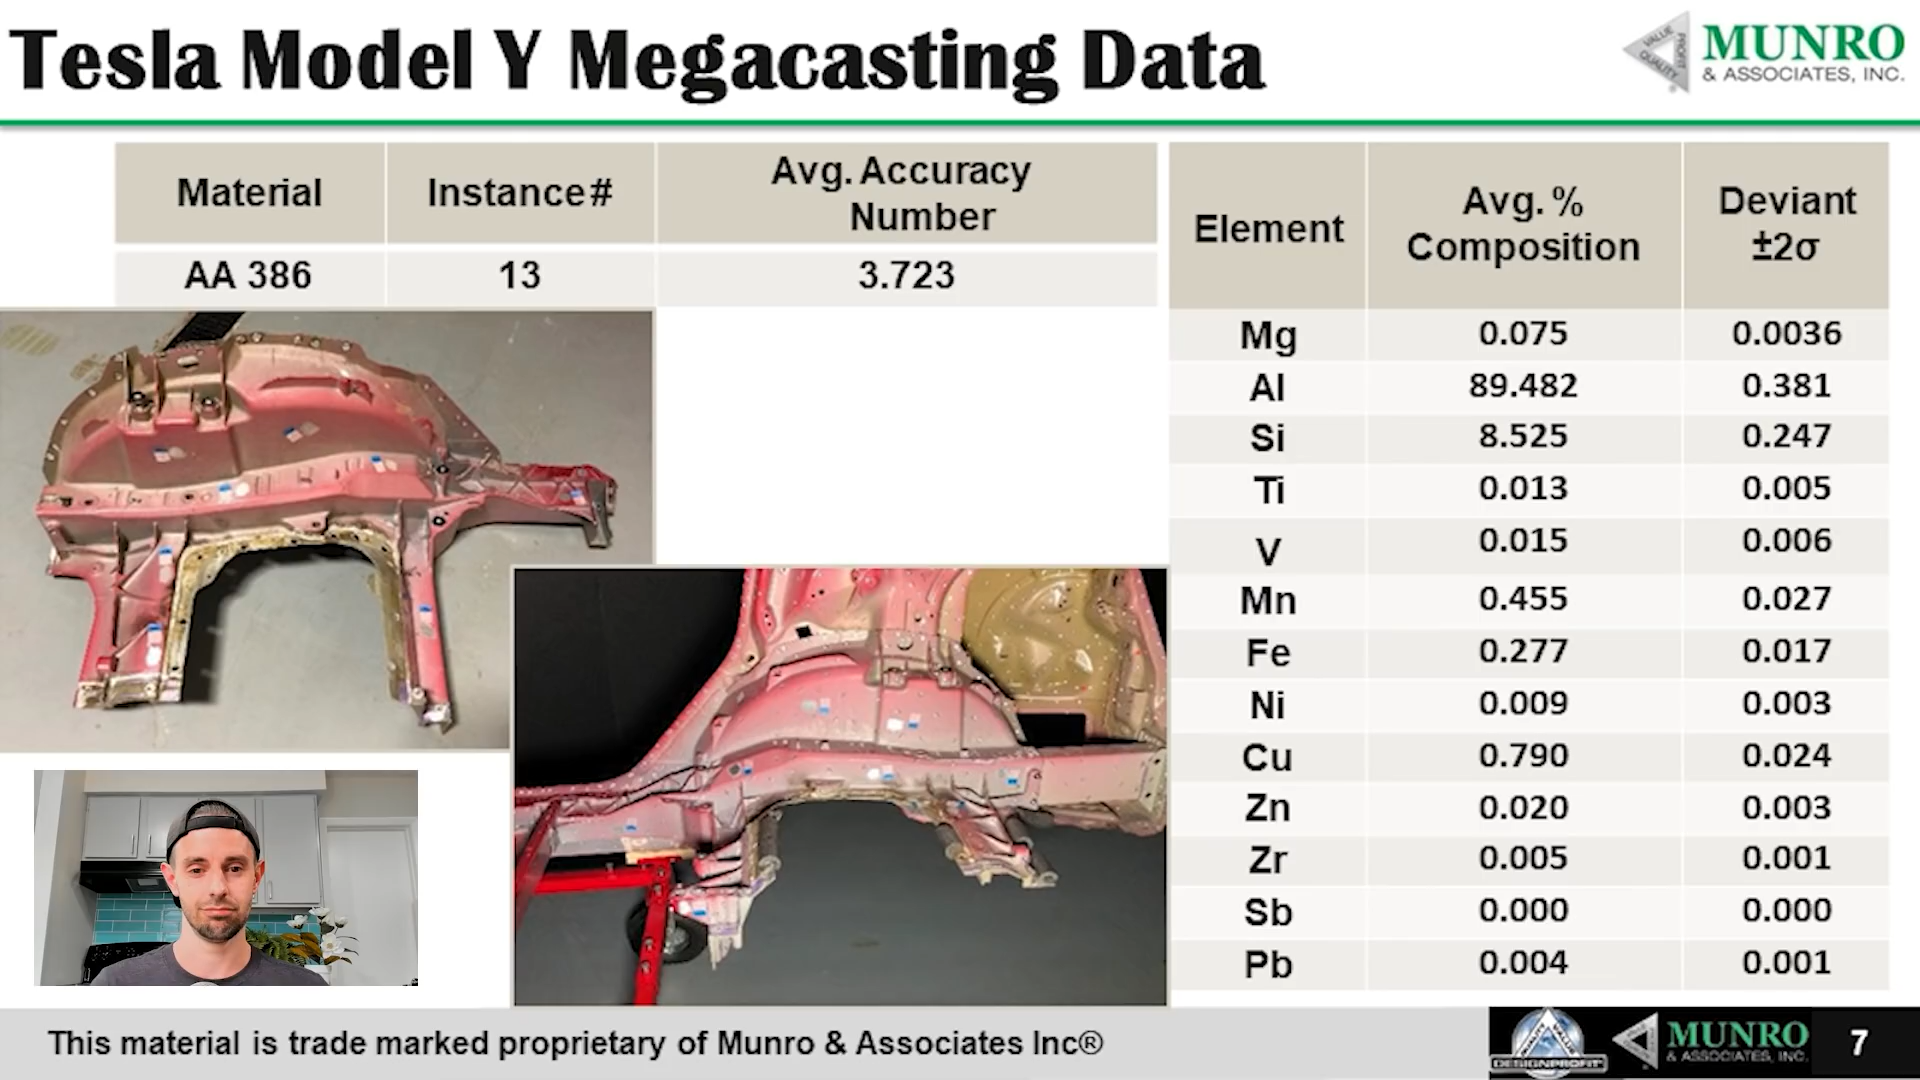 Tesla Model Y Megacasting Data
VALUE
PROFIT
QUALITY
MUNRO
& ASSOCIATES, INC.
Material Instance # Avg. Accuracy Number
AA 386 13 3.723
Element Avg. % Composition Deviant ±2σ
Mg 0.075 0.0036
Al 89.482 0.381
Si 8.525 0.247
Ti 0.013 0.005
V 0.015 0.006
Mn 0.455 0.027
Fe 0.277 0.017
Ni 0.009 0.003
Cu 0.790 0.024
Zn 0.020 0.003
Zr 0.005 0.001
Sb 0.000 0.000
Pb 0.004 0.001
This material is trade marked proprietary of Munro & Associates Inc®
DESIGNPROFIT
MUNRO
& ASSOCIATES, INC.
7